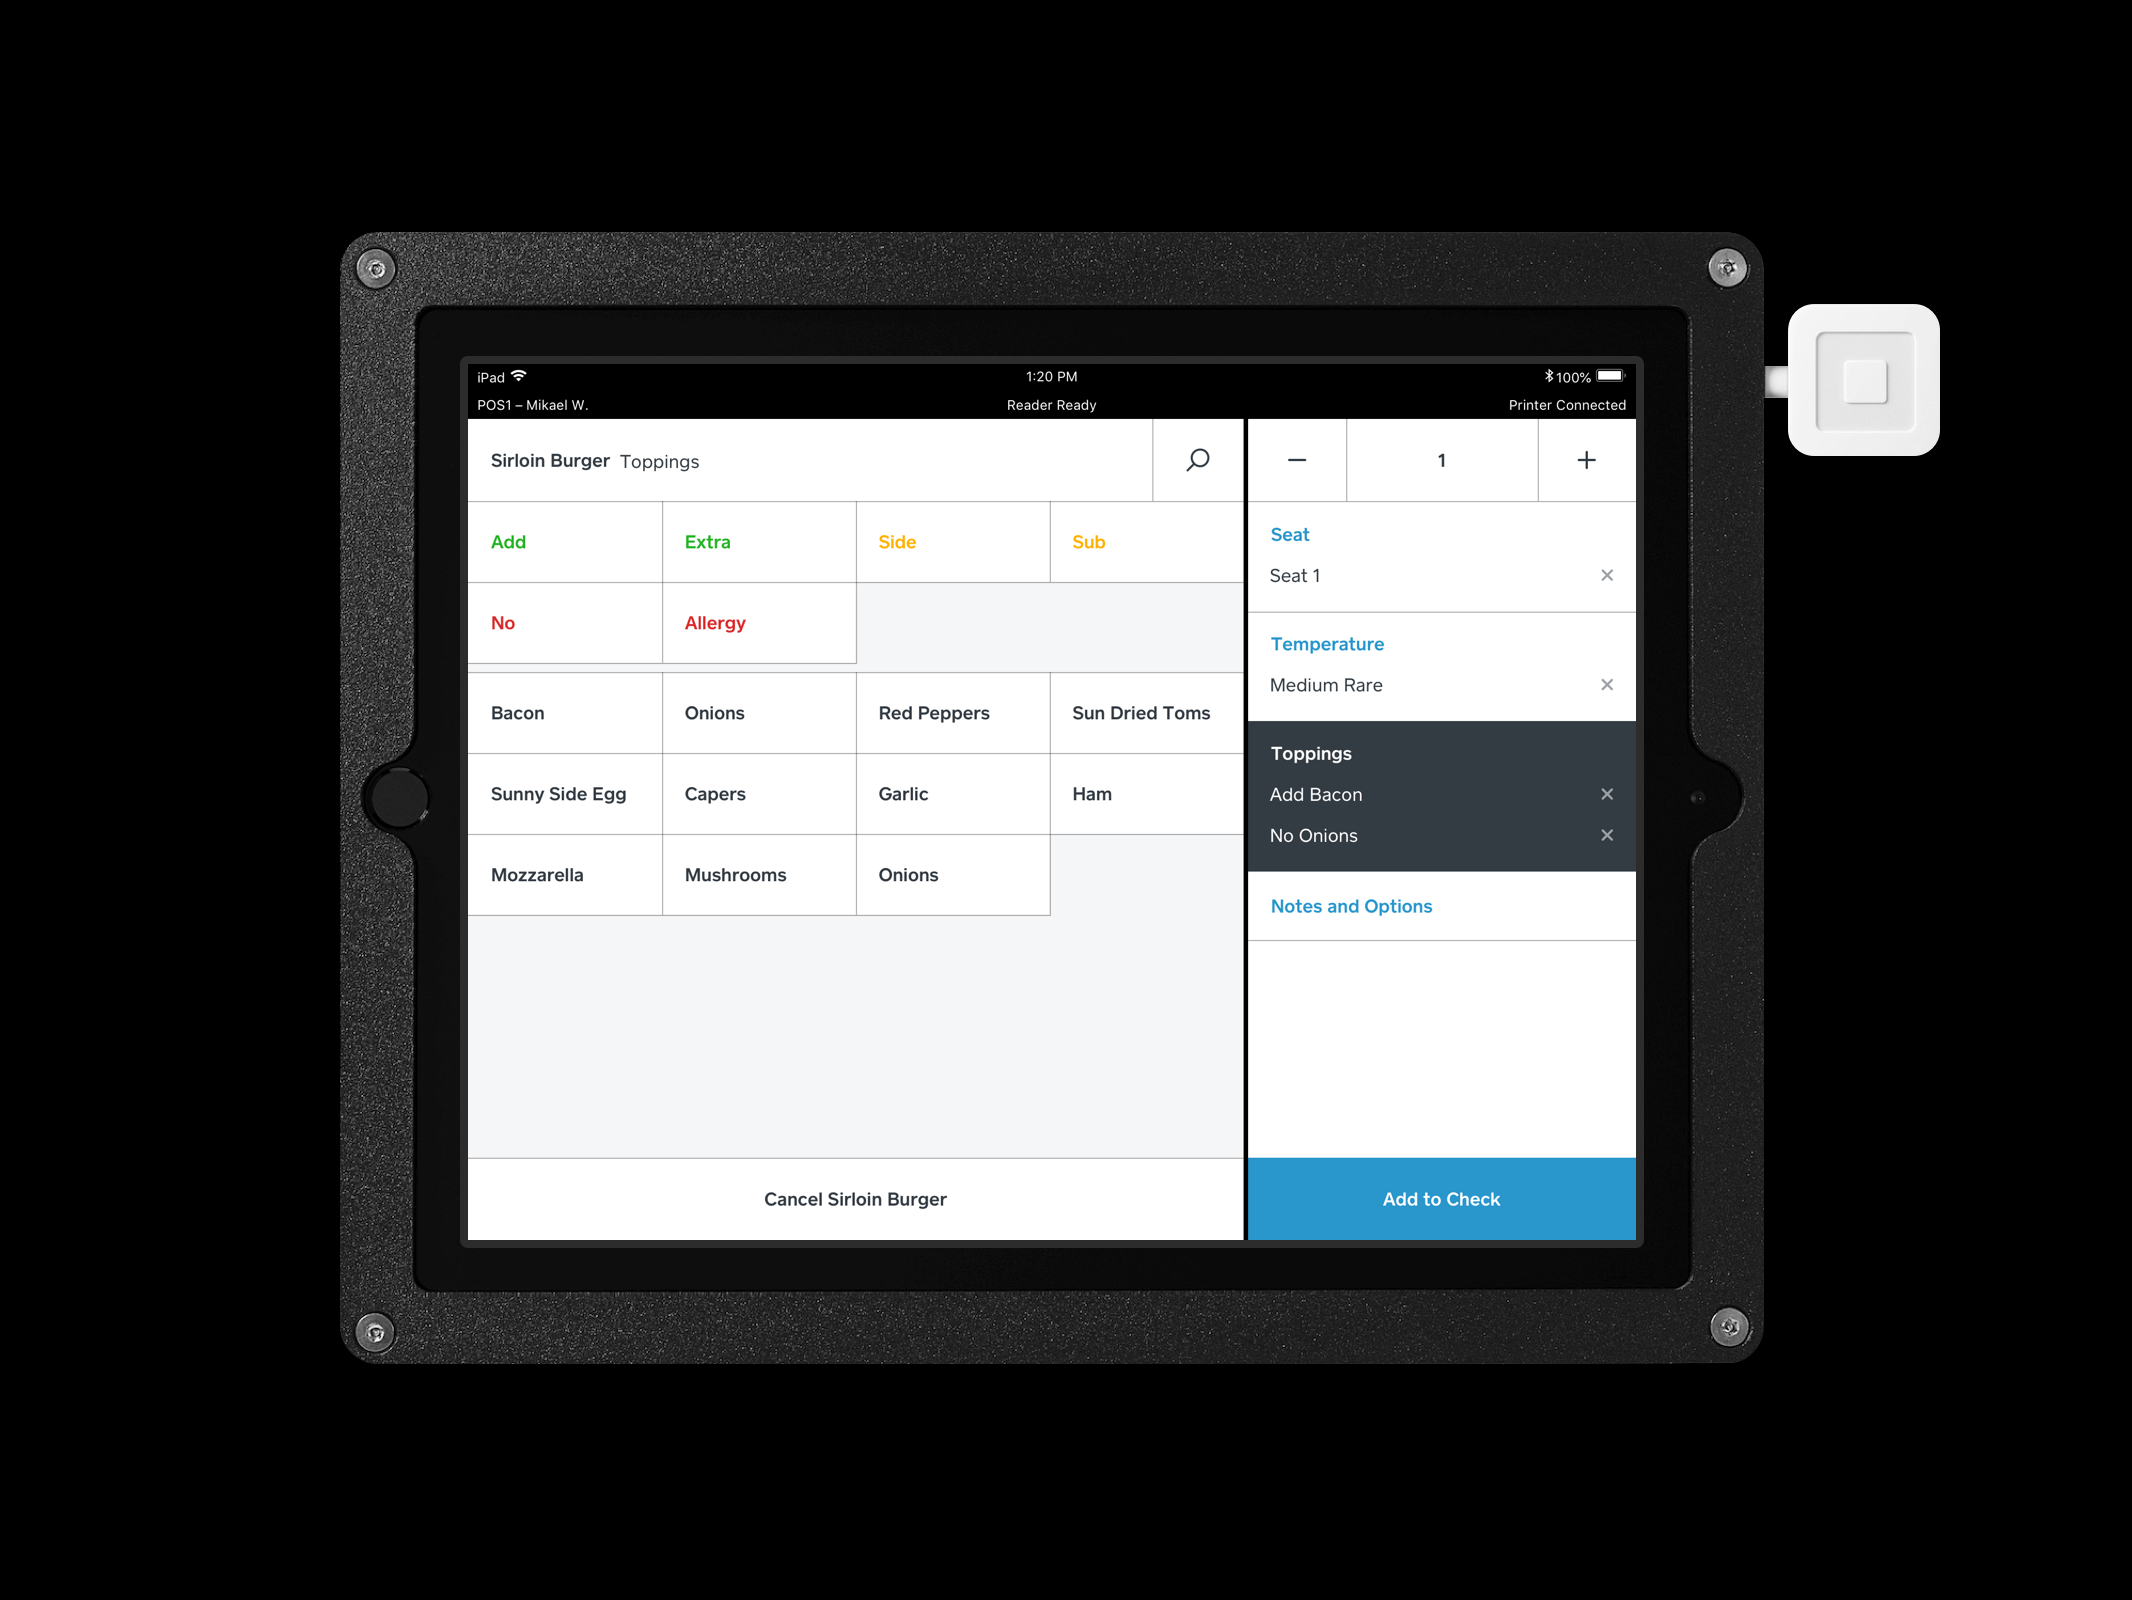 iPad 1:20 PM 100%
POS1 – Mikael W. Reader Ready Printer Connected
Sirloin Burger Toppings
Add Extra Side Sub
No Allergy
Bacon Onions Red Peppers Sun Dried Toms
Sunny Side Egg Capers Garlic Ham
Mozzarella Mushrooms Onions
Cancel Sirloin Burger
1
Seat
Seat 1
Temperature
Medium Rare
Toppings
Add Bacon
No Onions
Notes and Options
Add to Check